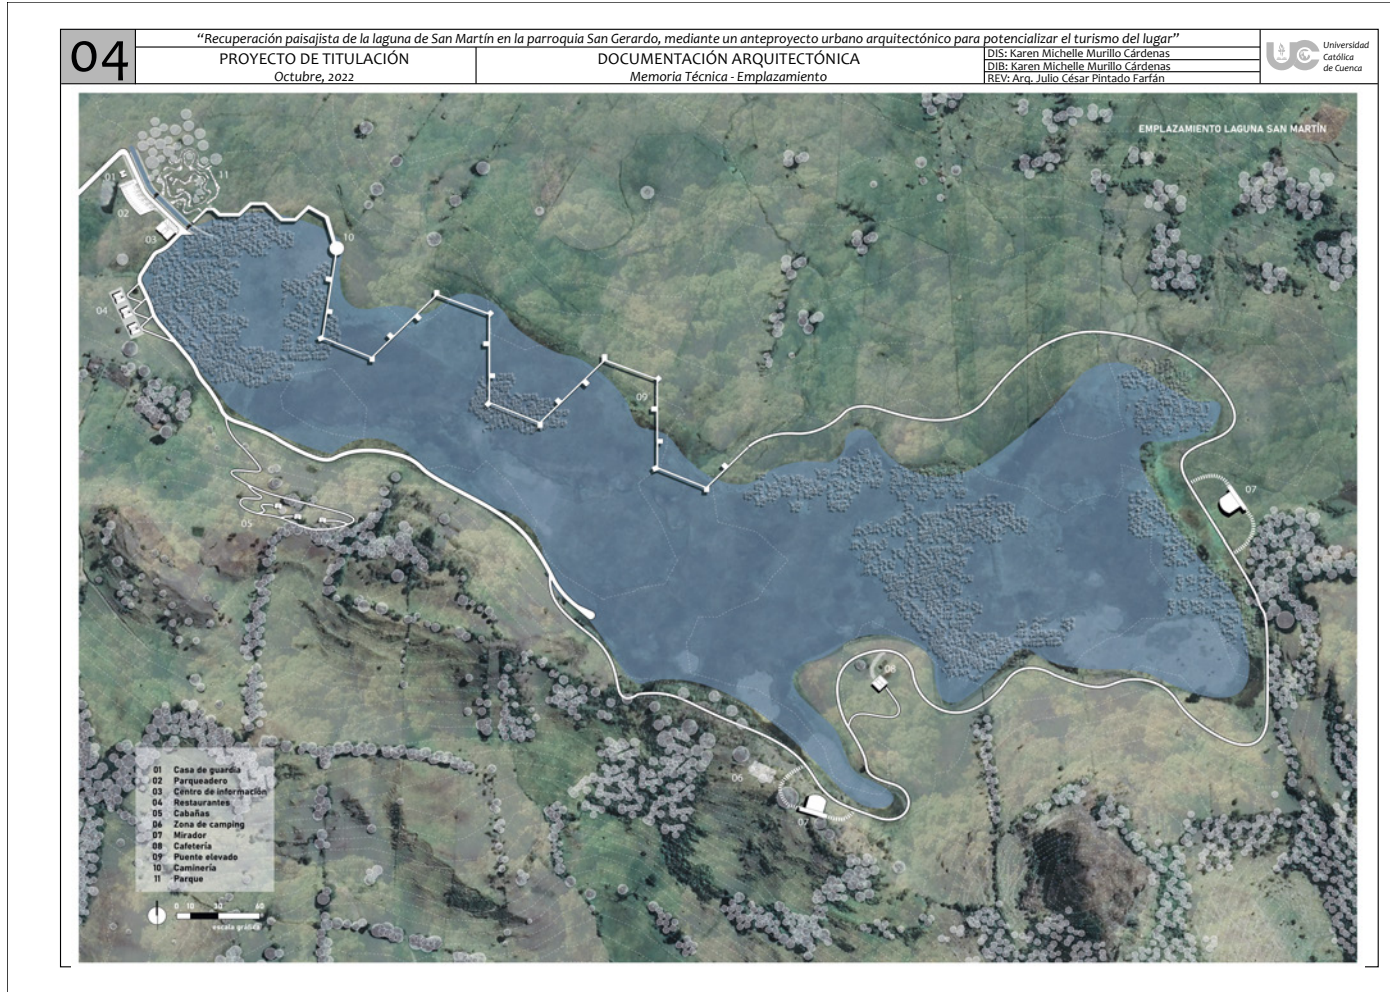 04
“Recuperación paisajista de la laguna de San Martín en la parroquia San Gerardo, mediante un anteproyecto urbano arquitectónico para potencializar el turismo del lugar”
PROYECTO DE TITULACIÓN
Octubre, 2022
DOCUMENTACIÓN ARQUITECTÓNICA
Memoria Técnica - Emplazamiento
DIS: Karen Michelle Murillo Cárdenas
DIB: Karen Michelle Murillo Cárdenas
REV: Arq. Julio César Pintado Farfán
UC
Universidad
Católica
de Cuenca
EMPLAZAMIENTO LAGUNA SAN MARTÍN
01
11
02
03
10
04
09
07
05
08
06
07
01 Casa de guardia
02 Parqueadero
03 Centro de información
04 Restaurantes
05 Cabañas
06 Zona de camping
07 Mirador
08 Cafetería
09 Puente elevado
10 Caminería
11 Parque
0 10 30 60
escala gráfica